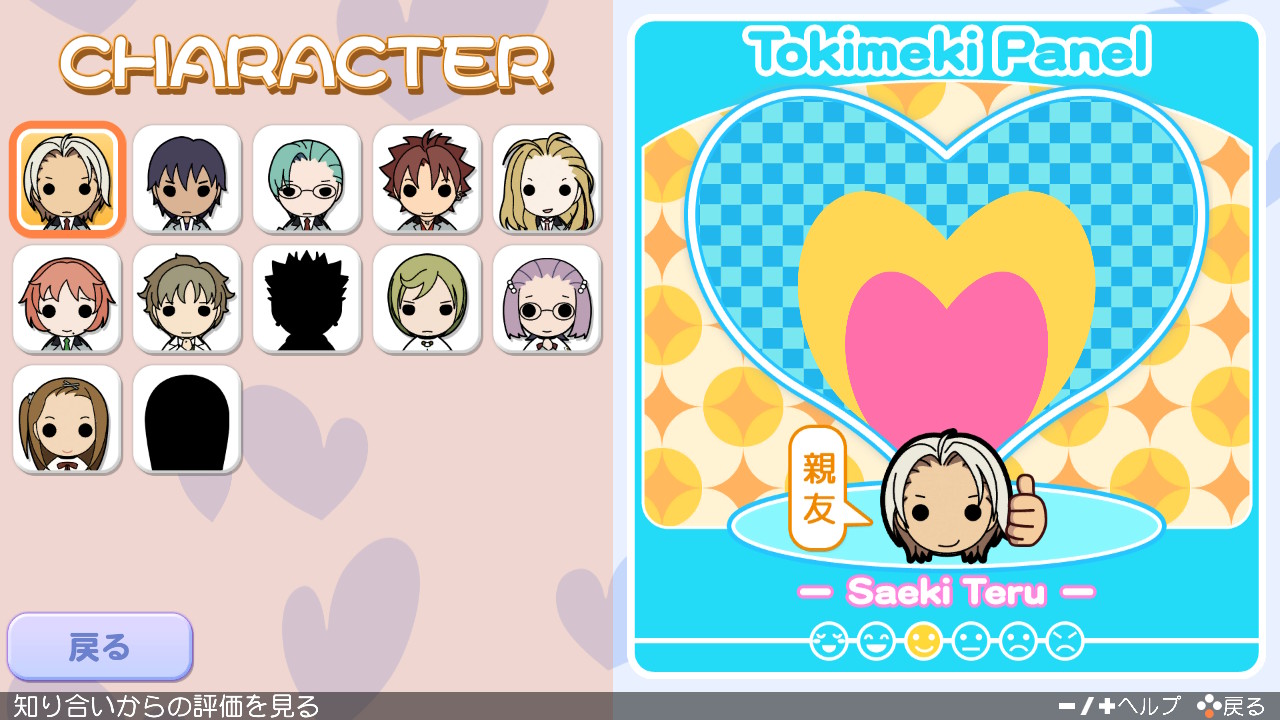 CHARACTER
Tokimeki Panel
親友
Saeki Teru
戻る
知り合いからの評価を見る
ー/+ヘルプ 戻る